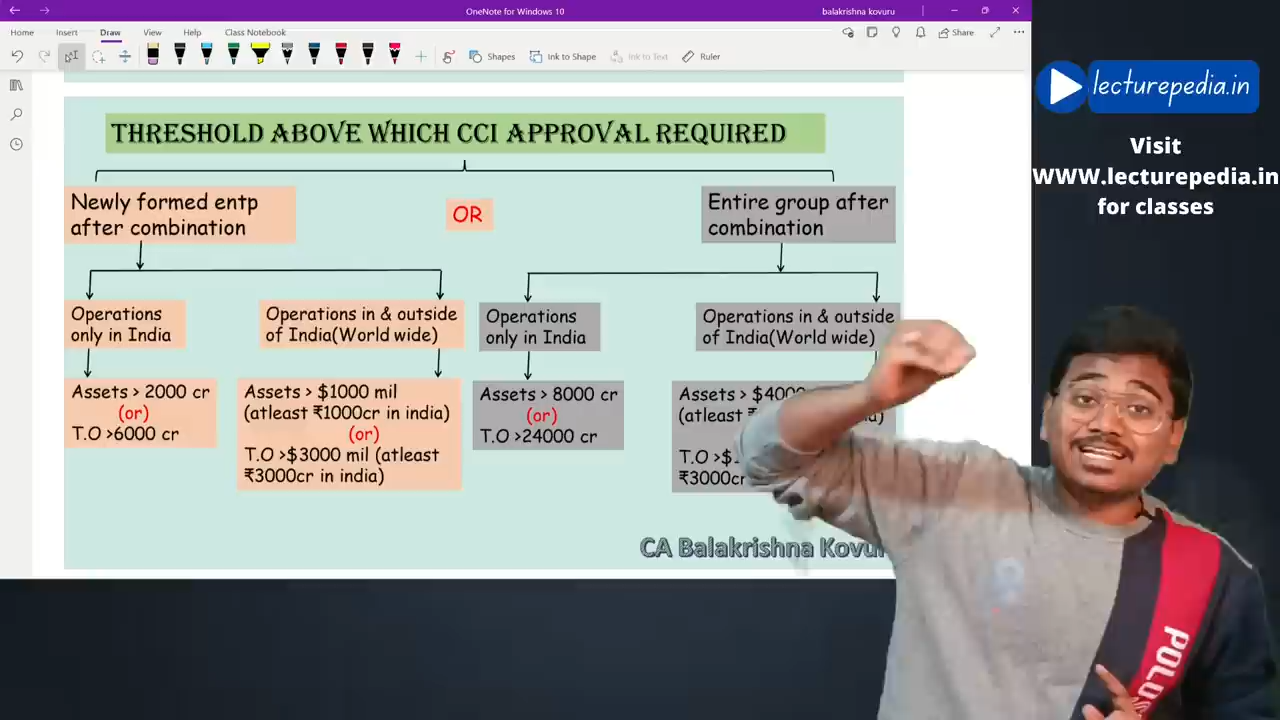 OneNote for Windows 10
balakrishna kovuru
Home Insert Draw View Help Class Notebook
Share
Shapes Ink to Shape Ink to Text Ruler
lecturepedia.in
Visit
WWW.lecturepedia.in
for classes
THRESHOLD ABOVE WHICH CCI APPROVAL REQUIRED
Newly formed entp
after combination
OR
Entire group after
combination
Operations
only in India
Operations in & outside
of India(World wide)
Operations
only in India
Operations in & outside
of India(World wide)
Assets > 2000 cr
(or)
T.O >6000 cr
Assets > $1000 mil
(atleast ₹1000cr in india)
(or)
T.O >$3000 mil (atleast
₹3000cr in india)
Assets > 8000 cr
(or)
T.O >24000 cr
Assets > $4000
(atleast
T.O >$
₹3000cr
CA Balakrishna
POLO